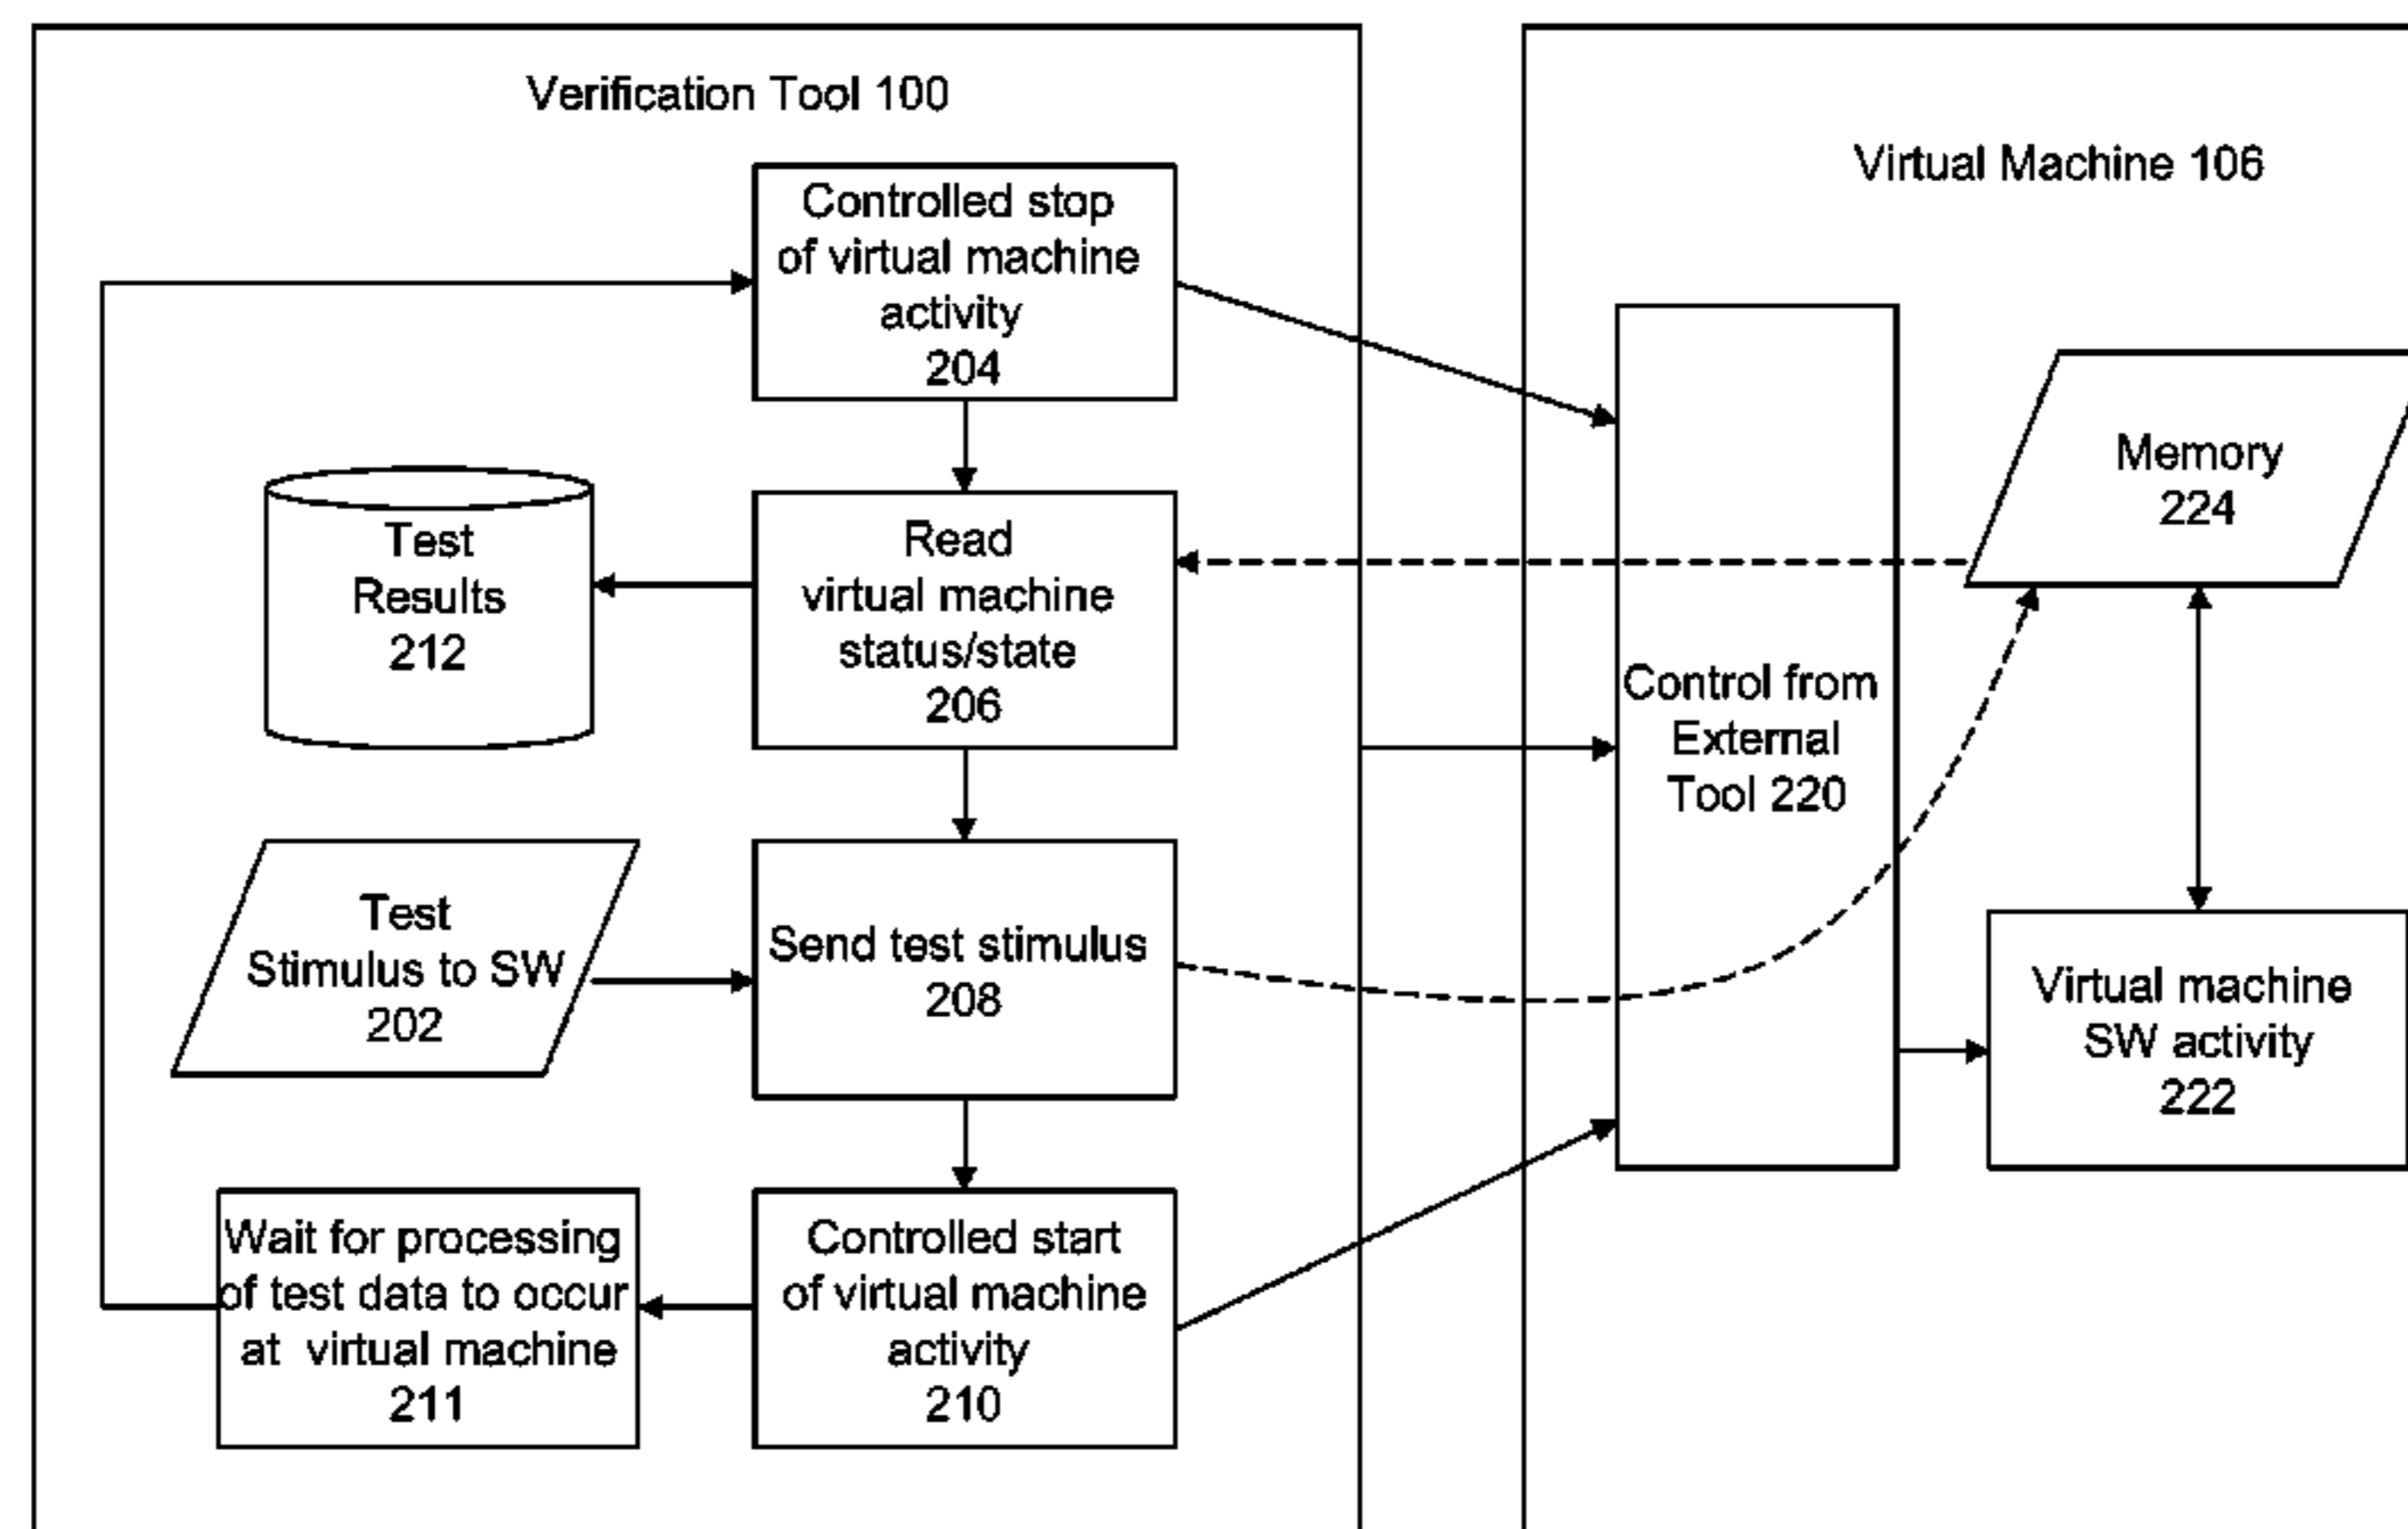 Verification Tool 100
Controlled stop
of virtual machine
activity
204
Test
Results
212
Read
virtual machine
status/state
206
Test
Stimulus to SW
202
Send test stimulus
208
Wait for processing
of test data to occur
at virtual machine
211
Controlled start
of virtual machine
activity
210
Virtual Machine 106
Control from
External
Tool 220
Memory
224
Virtual machine
SW activity
222